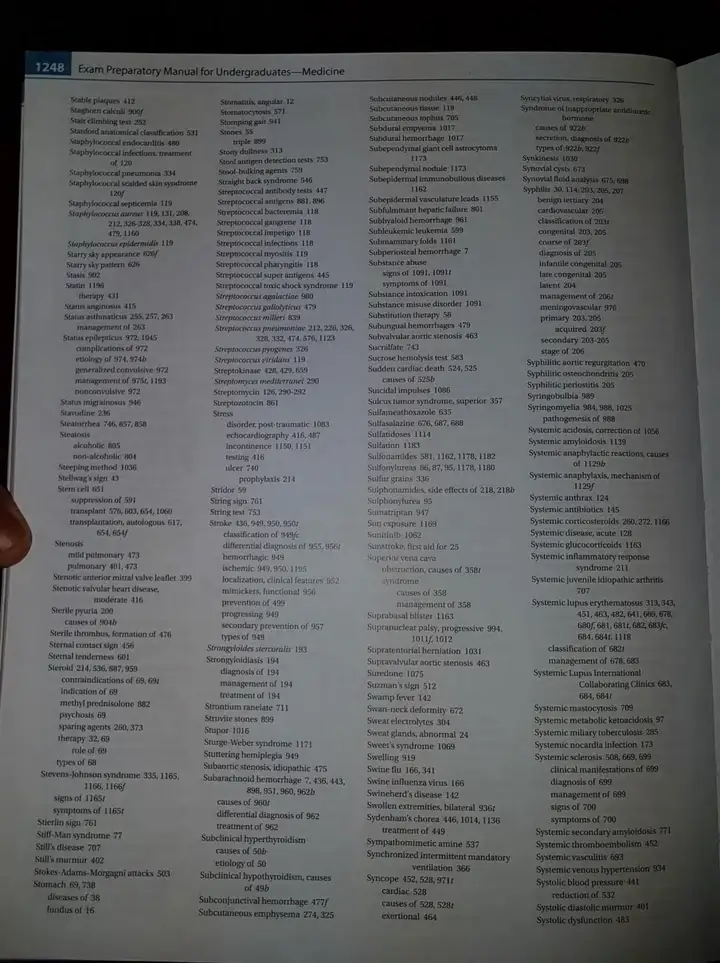 1248 Exam Preparatory Manual for Undergraduates—Medicine
Stable plaques 412
Staghorn calculi 900f
Stair climbing test 252
Stanford anatomical classification 531
Staphylococcal endocarditis 480
Staphylococcal infections, treatment
of 120
Staphylococcal pneumonia 334
Staphylococcal scalded skin syndrome
120f
Staphylococcal septicemia 119
Staphylococcus aureus 119, 131, 208,
212, 326-328, 334, 338, 474,
479, 1160
Staphylococcus epidermidis 119
Starry sky appearance 626f
Starry sky pattern 626
Stasis 902
Statin 1196
therapy 431
Status anginosus 415
Status asthmaticus 255, 257, 263
management of 263
Status epilepticus 972, 1045
complications of 972
etiology of 974, 974b
generalized convulsive 972
management of 975t, 1193
nonconvulsive 972
Status migrainosus 946
Stavudine 236
Steatorrhea 746, 857, 858
Steatosis
alcoholic 805
non-alcoholic 804
Steeping method 1036
Stellwag's sign 43
Stem cell 651
suppression of 591
transplant 576, 603, 654, 1060
transplantation, autologous 617,
654, 654f
Stenosis
mild pulmonary 473
pulmonary 401, 473
Stenotic anterior mitral valve leaflet 399
Stenotic valvular heart disease,
moderate 416
Sterile pyuria 200
causes of 904b
Sterile thrombus, formation of 476
Sternal contact sign 456
Sternal tenderness 601
Steroid 214, 536, 687, 959
contraindications of 69, 69t
indication of 69
methyl prednisolone 882
psychosis 69
sparing agents 260, 373
therapy 32, 69
role of 69
types of 68
Stevens-Johnson syndrome 335, 1165,
1166, 1166f
signs of 1165t
symptoms of 1165t
Stierlin sign 761
Stiff-Man syndrome 77
Still's disease 707
Still's murmur 402
Stokes-Adams-Morgagni attacks 503
Stomach 69, 738
diseases of 38
fundus of 16
Stomatitis, angular 12
Stomatocytosis 571
Stomping gait 941
Stones 55
triple 899
Stony dullness 313
Stool antigen detection tests 753
Stool-bulking agents 759
Straight back syndrome 546
Streptococcal antibody tests 447
Streptococcal antigens 881, 896
Streptococcal bacteremia 118
Streptococcal gangrene 118
Streptococcal impetigo 118
Streptococcal infections 118
Streptococcal myositis 119
Streptococcal pharyngitis 118
Streptococcal super antigens 445
Streptococcal toxic shock syndrome 119
Streptococcus agalactiae 980
Streptococcus gallolyticus 479
Streptococcus milleri 839
Streptococcus pneumoniae 212, 226, 326,
328, 332, 474, 576, 1123
Streptococcus pyogenes 326
Streptococcus viridans 119
Streptokinase 428, 429, 659
Streptomyces mediterranei 290
Streptomycin 126, 290-292
Streptozotocin 861
Stress
disorder, post-traumatic 1083
echocardiography 416, 487
incontinence 1150, 1151
testing 416
ulcer 740
prophylaxis 214
Stridor 59
String sign 761
String test 753
Stroke 436, 949, 950, 950t
classification of 949fc
differential diagnosis of 955, 956t
hemorrhagic 949
ischemic 949, 950, 1195
localization, clinical features 952
mimickers, functional 956
prevention of 499
progressing 949
secondary prevention of 957
types of 949
Strongyloides stercoralis 193
Strongyloidiasis 194
diagnosis of 194
management of 194
treatment of 194
Strontium ranelate 711
Struvite stones 899
Stupor 1016
Sturge-Weber syndrome 1171
Stuttering hemiplegia 949
Subaortic stenosis, idiopathic 475
Subarachnoid hemorrhage 7, 436, 443,
898, 951, 960, 962b
causes of 960t
differential diagnosis of 962
treatment of 962
Subclinical hyperthyroidism
causes of 50b
etiology of 50
Subclinical hypothyroidism, causes
of 49b
Subconjunctival hemorrhage 477f
Subcutaneous emphysema 274, 325
Subcutaneous nodules 446, 448
Subcutaneous tissue 118
Subcutaneous tophus 705
Subdural empyema 1017
Subdural hemorrhage 1017
Subependymal giant cell astrocytoma
1173
Subependymal nodule 1173
Subepidermal immunobullous diseases
1162
Subepidermal vasculature leads 1155
Subfulminant hepatic failure 801
Subhyaloid hemorrhage 961
Subleukemic leukemia 599
Submammary folds 1161
Subperiosteal hemorrhage 7
Substance abuse
signs of 1091, 1091t
symptoms of 1091
Substance intoxication 1091
Substance misuse disorder 1091
Substitution therapy 58
Subungual hemorrhages 479
Subvalvular aortic stenosis 463
Sucralfate 743
Sucrose hemolysis test 583
Sudden cardiac death 524, 525
causes of 525b
Suicidal impulses 1086
Sulcus tumor syndrome, superior 357
Sulfamethoxazole 635
Sulfasalazine 676, 687, 688
Sulfatidoses 1114
Sulfation 1183
Sulfonamides 581, 1162, 1178, 1182
Sulfonylureas 86, 87, 95, 1178, 1180
Sulfur grains 336
Sulphonamides, side effects of 218, 218b
Sulphonylurea 95
Sumatriptan 947
Sun exposure 1169
Sunitinib 1062
Sunstroke, first aid for 25
Superior vena cava
obstruction, causes of 358t
syndrome
causes of 358
management of 358
Suprabasal blister 1163
Supranuclear palsy, progressive 994,
1011f, 1012
Supratentorial herniation 1031
Supravalvular aortic stenosis 463
Suredone 1075
Suzman's sign 512
Swamp fever 142
Swan-neck deformity 672
Sweat electrolytes 304
Sweat glands, abnormal 24
Sweet's syndrome 1069
Swelling 919
Swine flu 166, 341
Swine influenza virus 166
Swineherd's disease 142
Swollen extremities, bilateral 936t
Sydenham's chorea 446, 1014, 1136
treatment of 449
Sympathomimetic amine 537
Synchronized intermittent mandatory
ventilation 366
Syncope 452, 528, 971t
cardiac 528
causes of 528, 528t
exertional 464
Syncytial virus, respiratory 326
Syndrome of inappropriate antidiuretic
hormone
causes of 922b
secretion, diagnosis of 922b
types of 922b, 922f
Synkinesis 1030
Synovial cysts 673
Synovial fluid analysis 675, 698
Syphilis 30, 114, 203, 205, 207
benign tertiary 204
cardiovascular 205
classification of 203t
congenital 203, 205
course of 203f
diagnosis of 205
infantile congenital 205
late congenital 205
latent 204
management of 206t
meningovascular 976
primary 203, 205
acquired 203f
secondary 203-205
stage of 206
Syphilitic aortic regurgitation 470
Syphilitic osteochondritis 205
Syphilitic periostitis 205
Syringobulbia 989
Syringomyelia 984, 988, 1025
pathogenesis of 988
Systemic acidosis, correction of 1056
Systemic amyloidosis 1139
Systemic anaphylactic reactions, causes
of 1129b
Systemic anaphylaxis, mechanism of
1129f
Systemic anthrax 124
Systemic antibiotics 145
Systemic corticosteroids 260, 272, 1166
Systemic disease, acute 128
Systemic glucocorticoids 1163
Systemic inflammatory response
syndrome 211
Systemic juvenile idiopathic arthritis
707
Systemic lupus erythematosus 313, 343,
451, 463, 482, 641, 666, 678,
680f, 681, 681t, 682, 683fc,
684, 684t, 1118
classification of 682t
management of 678, 683
Systemic Lupus International
Collaborating Clinics 683,
684, 684t
Systemic mastocytosis 709
Systemic metabolic ketoacidosis 97
Systemic miliary tuberculosis 285
Systemic nocardia infection 173
Systemic sclerosis 508, 669, 699
clinical manifestations of 699
diagnosis of 699
management of 699
signs of 700
symptoms of 700
Systemic secondary amyloidosis 771
Systemic thromboembolism 452
Systemic vasculitis 693
Systemic venous hypertension 934
Systolic blood pressure 441
reduction of 532
Systolic diastolic murmur 401
Systolic dysfunction 483